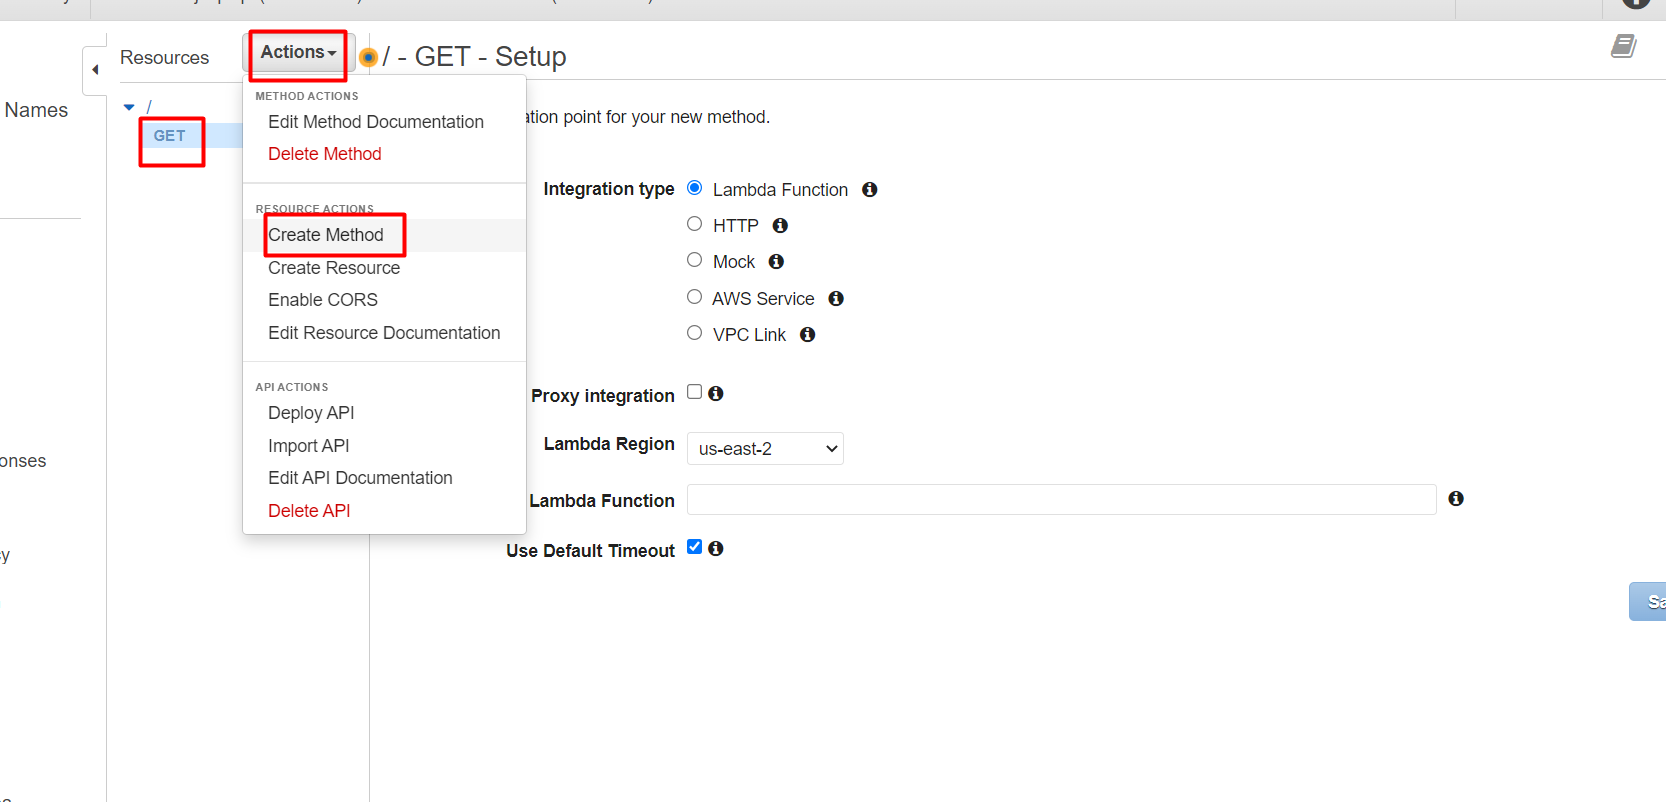 Resources
Actions
/ - GET - Setup
Names
/
GET
METHOD ACTIONS
Edit Method Documentation
Delete Method
RESOURCE ACTIONS
Create Method
Create Resource
Enable CORS
Edit Resource Documentation
API ACTIONS
Deploy API
Import API
Edit API Documentation
Delete API
ation point for your new method.
Integration type
Lambda Function
HTTP
Mock
AWS Service
VPC Link
Proxy integration
Lambda Region
us-east-2
Lambda Function
Use Default Timeout
onses
Sa